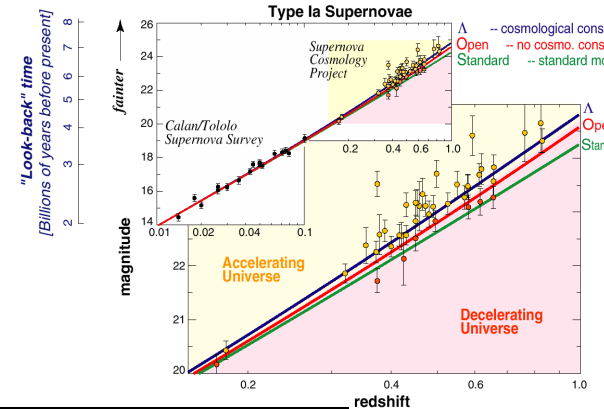 Type Ia Supernovae
"Look-back" time
[Billions of years before present]
8
7
6
5
4
3
2
fainter
magnitude
26
24
22
20
18
16
14
Supernova
Cosmology
Project
Calan/Tololo
Supernova Survey
0.01
0.02
0.04
0.1
0.2
0.4
0.6
1.0
Λ -- cosmological cons
Open -- no cosmo. cons
Standard -- standard mo
Λ
Ope
Stan
22
21
20
Accelerating
Universe
Decelerating
Universe
0.2
0.4
0.6
1.0
redshift